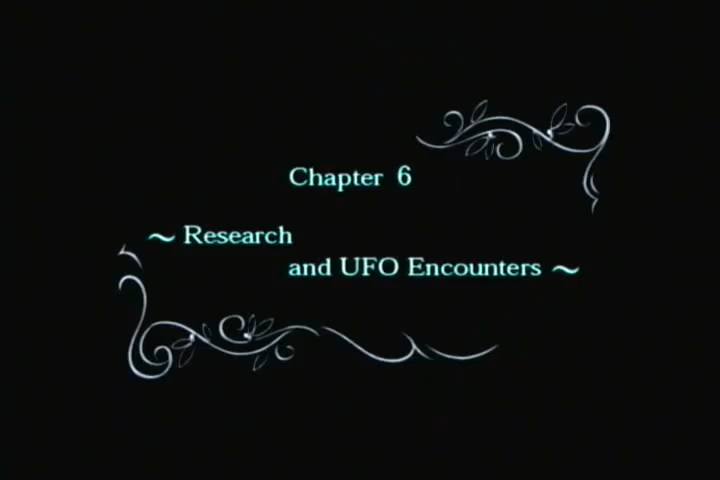 Chapter 6
~ Research
and UFO Encounters ~